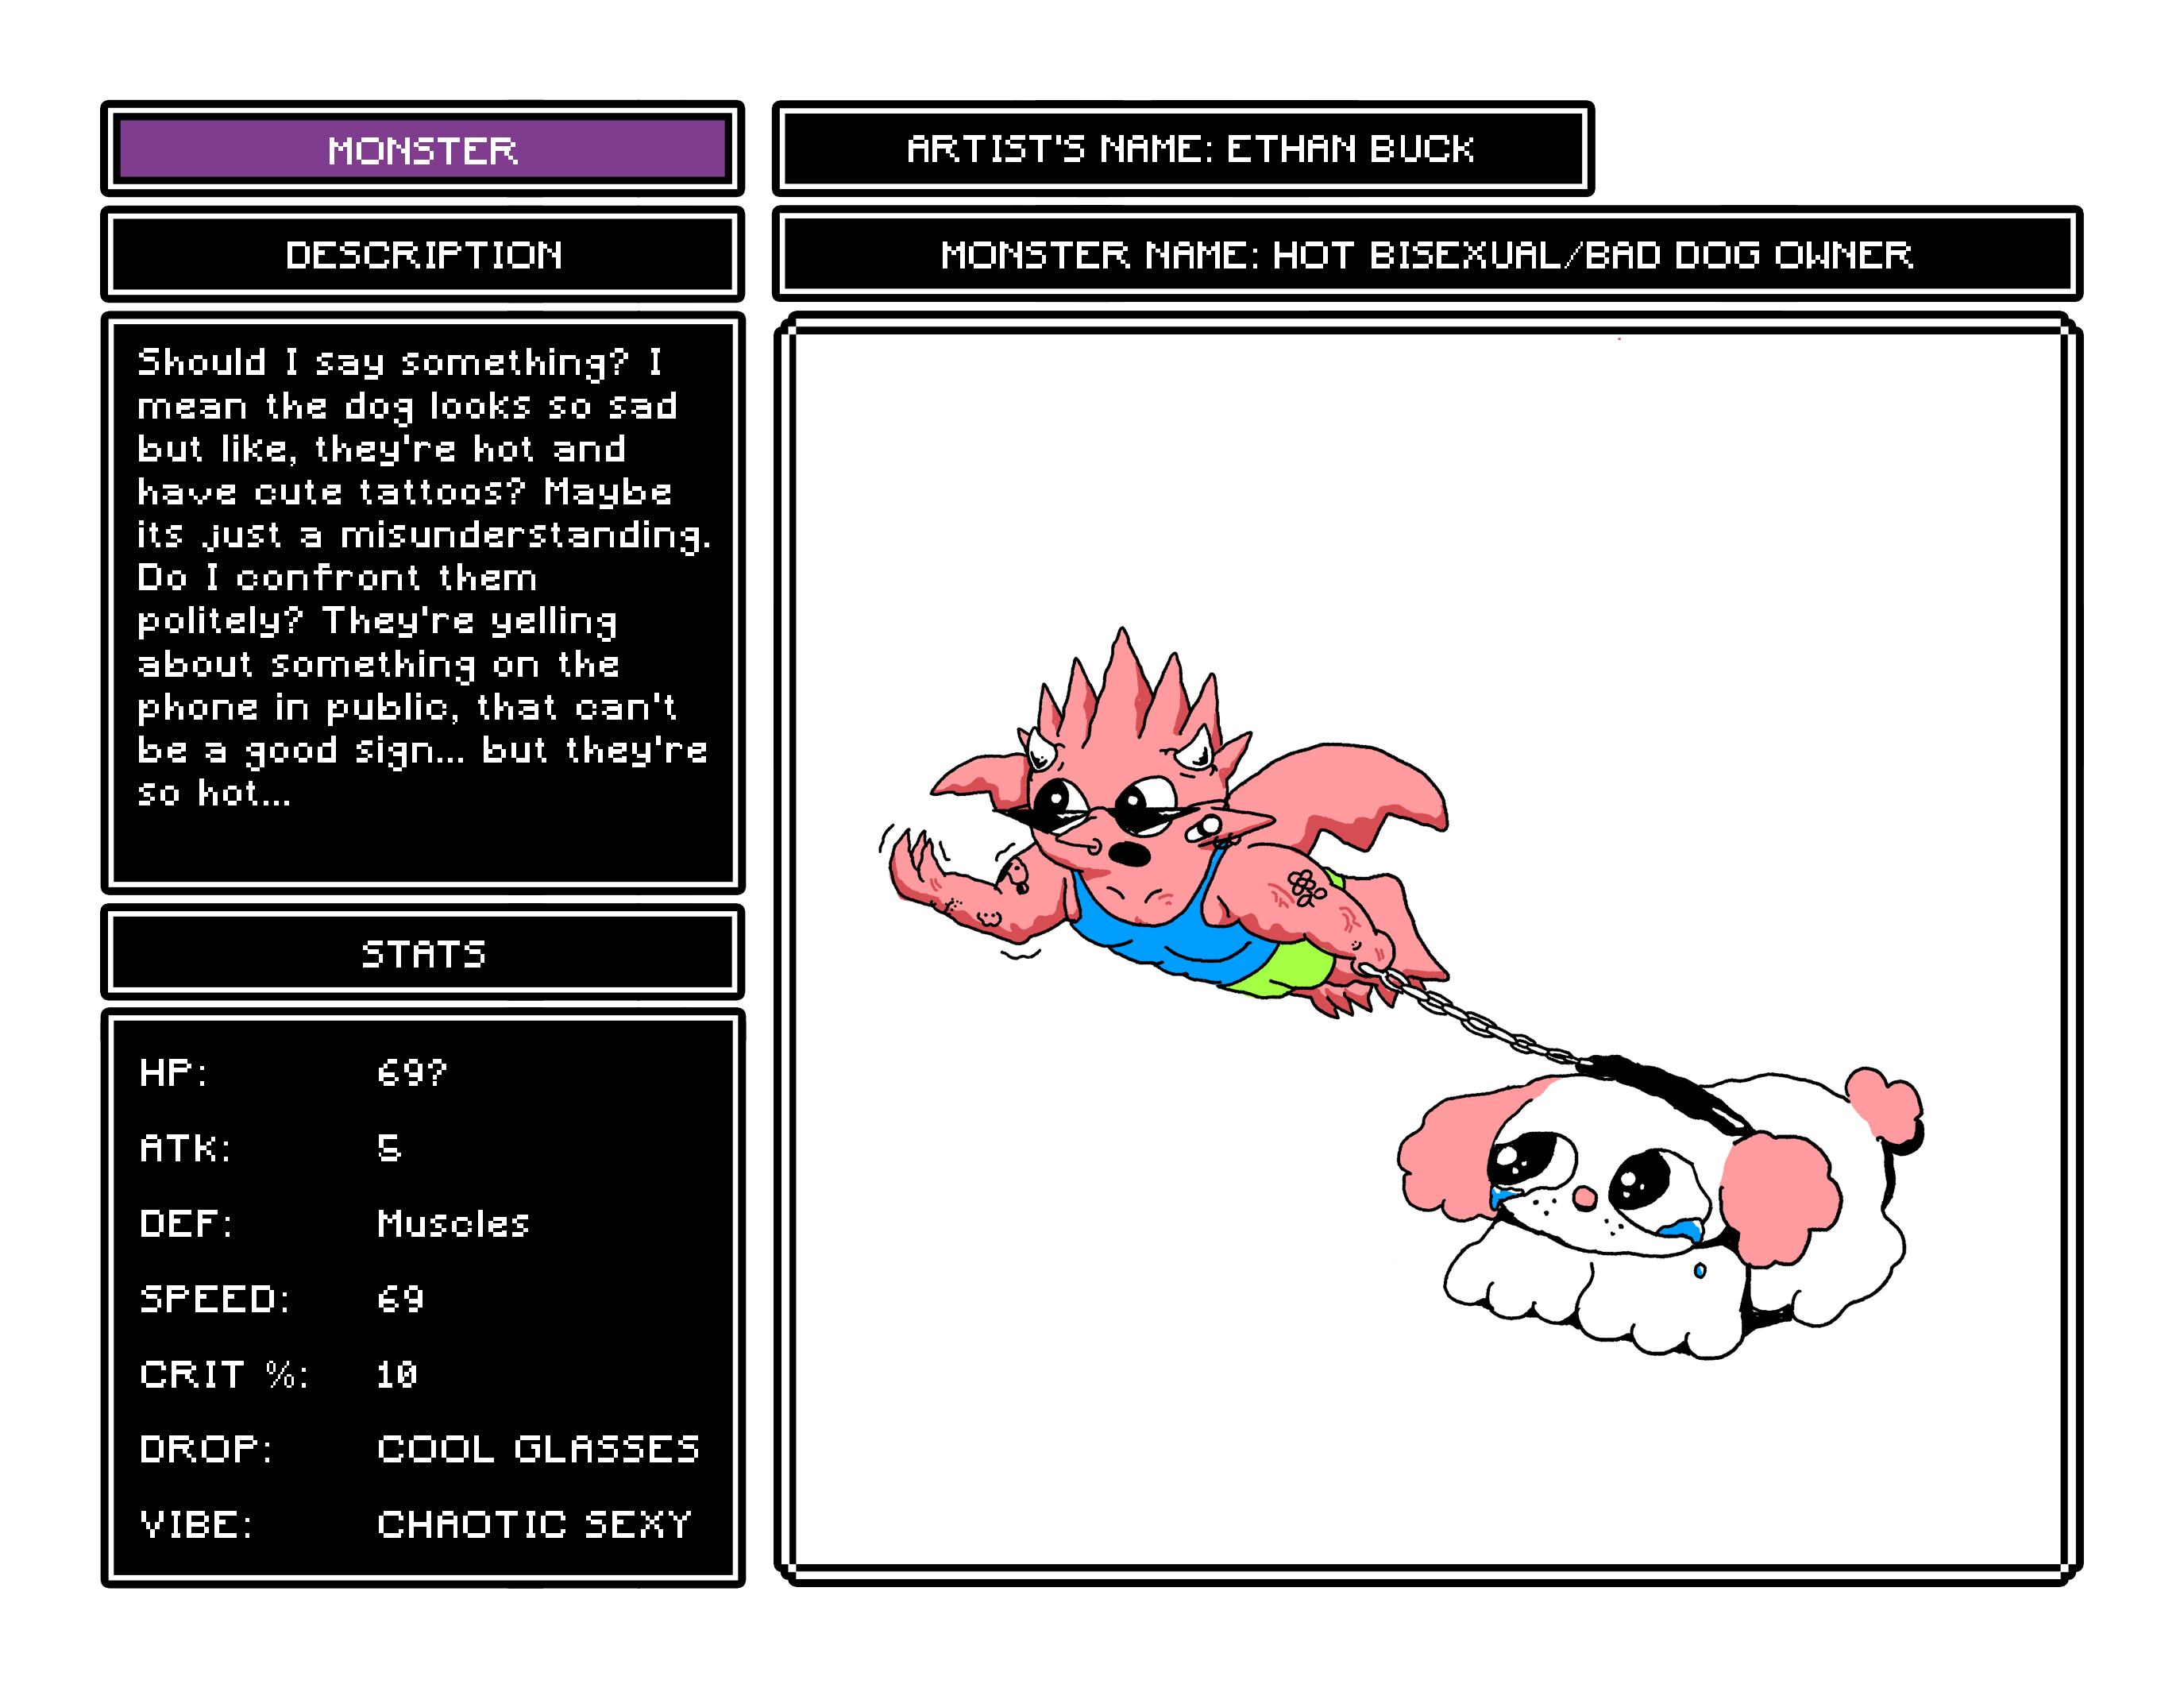 MONSTER
ARTIST'S NAME: ETHAN BUCK
DESCRIPTION
MONSTER NAME: HOT BISEXUAL/BAD DOG OWNER
Should I say something? I
mean the dog looks so sad
but like, they're hot and
have cute tattoos? Maybe
its just a misunderstanding.
Do I confront them
politely? They're yelling
about something on the
phone in public, that can't
be a good sign... but they're
so hot...
STATS
HP: 69?
ATK: 5
DEF: Muscles
SPEED: 69
CRIT %: 10
DROP: COOL GLASSES
VIBE: CHAOTIC SEXY